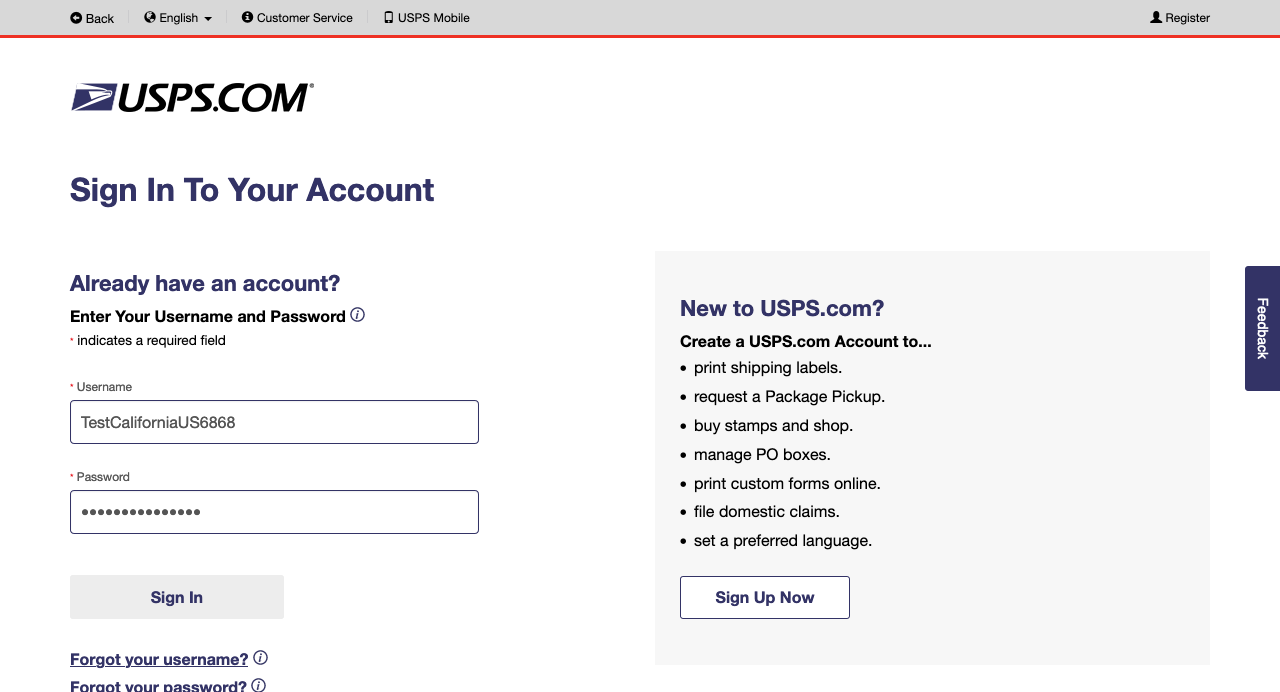 Back
English
Customer Service
USPS Mobile
Register
USPS.COM®
Sign In To Your Account
Already have an account?
Enter Your Username and Password
* indicates a required field
* Username
TestCaliforniaUS6868
* Password
•••••••••••••••
Sign In
Forgot your username?
Forgot your password?
New to USPS.com?
Create a USPS.com Account to...
• print shipping labels.
• request a Package Pickup.
• buy stamps and shop.
• manage PO boxes.
• print custom forms online.
• file domestic claims.
• set a preferred language.
Sign Up Now
Feedback